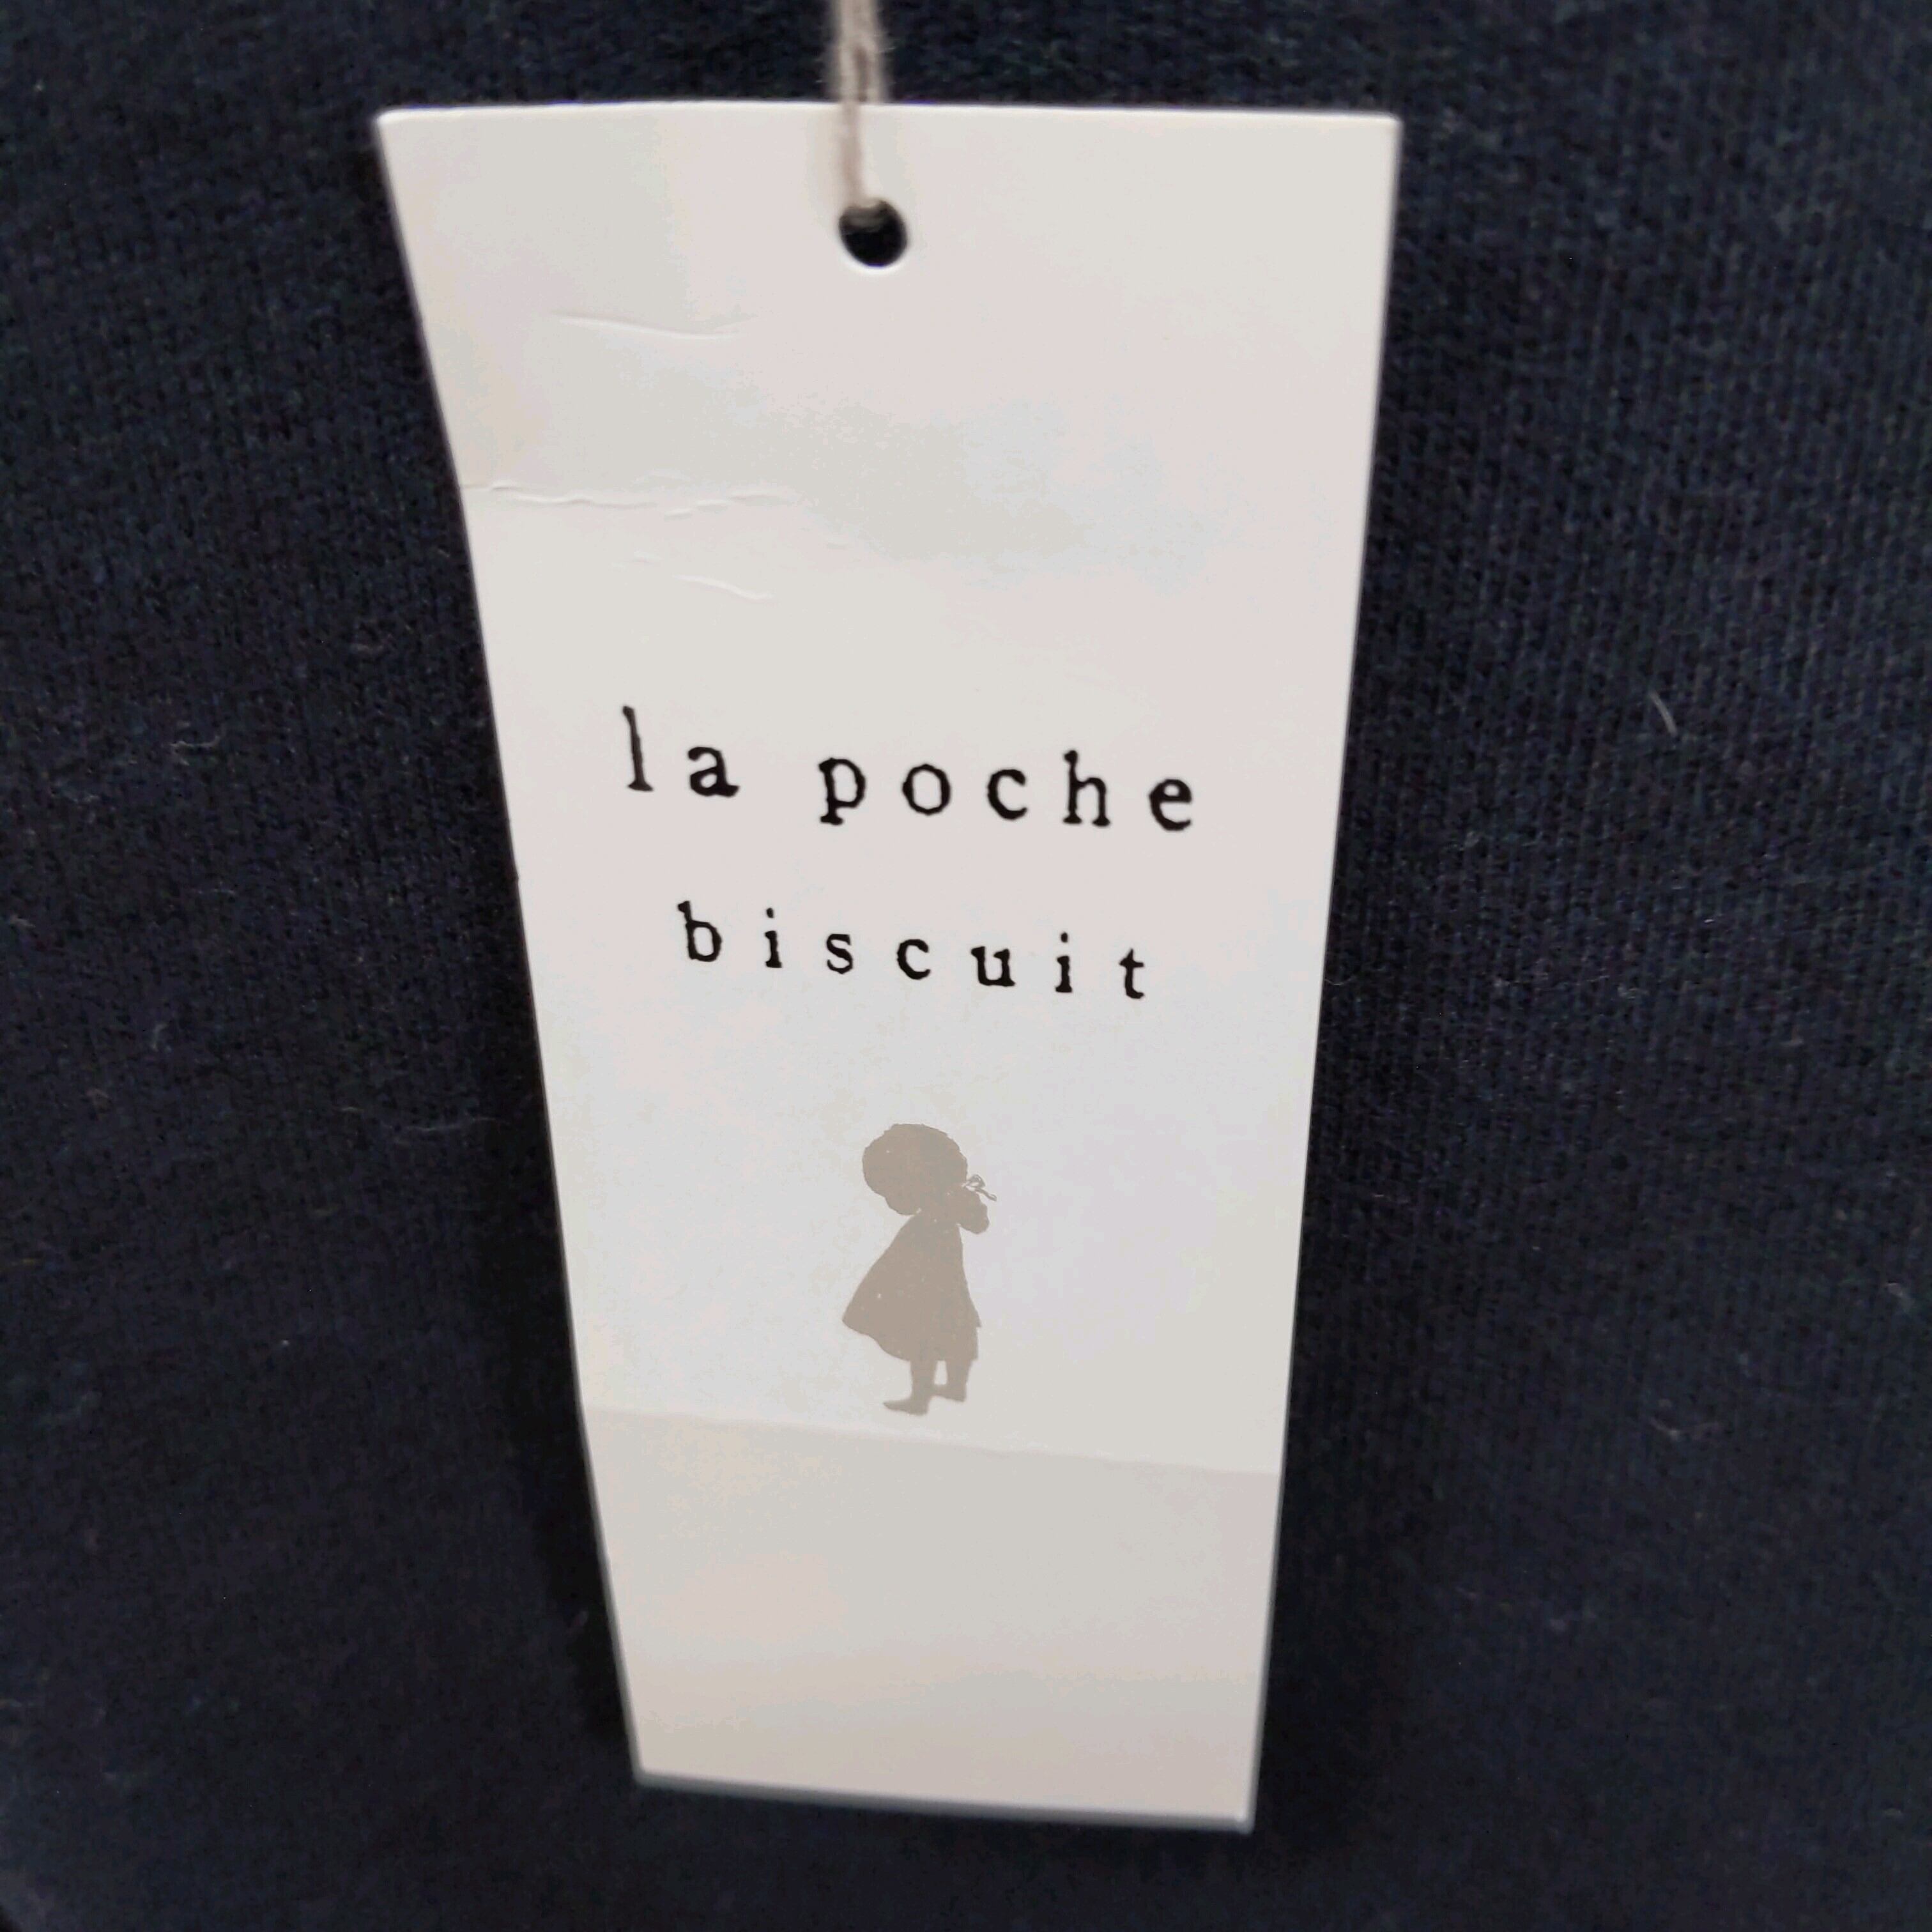 la poche
biscuit